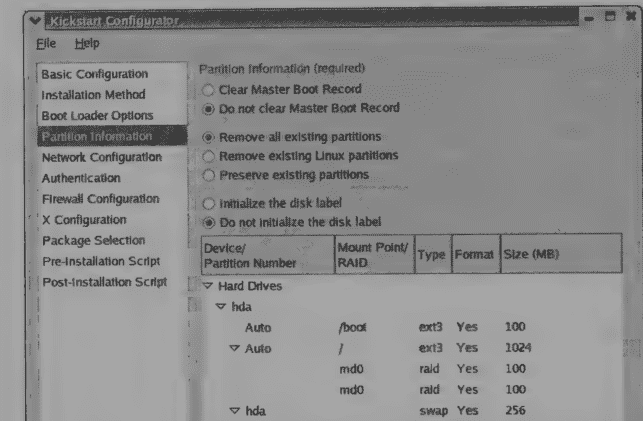 Kickstart Configurator
File Help
Basic Configuration
Installation Method
Boot Loader Options
Partition Information
Network Configuration
Authentication
Firewall Configuration
X Configuration
Package Selection
Pre-Installation Script
Post-Installation Script
Partition Information (required)
Clear Master Boot Record
Do not clear Master Boot Record
Remove all existing partitions
Remove existing Linux partitions
Preserve existing partitions
Initialize the disk label
Do not initialize the disk label
Device/ Mount Point/ Type Format Size (MB)
Partition Number RAID
Hard Drives
hda
Auto /boot ext3 Yes 100
Auto / ext3 Yes 1024
md0 raid Yes 100
md0 raid Yes 100
hda swap Yes 256